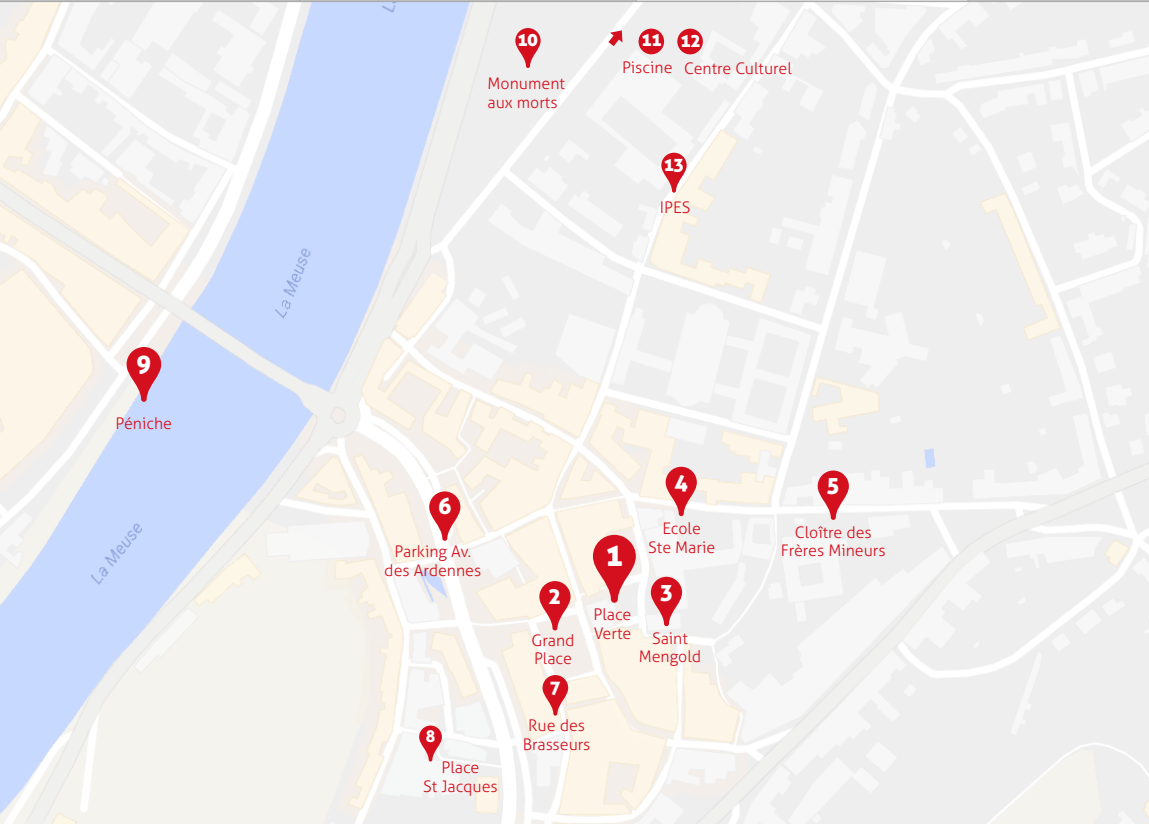 La
10
Monument
aux morts
11
Piscine
12
Centre Culturel
13
IPES
La Meuse
9
Péniche
4
Ecole
Ste Marie
5
Cloître des
Frères Mineurs
6
Parking Av.
des Ardennes
La Meuse
1
Place
Verte
2
Grand
Place
3
Saint
Mengold
7
Rue des
Brasseurs
8
Place
St Jacques